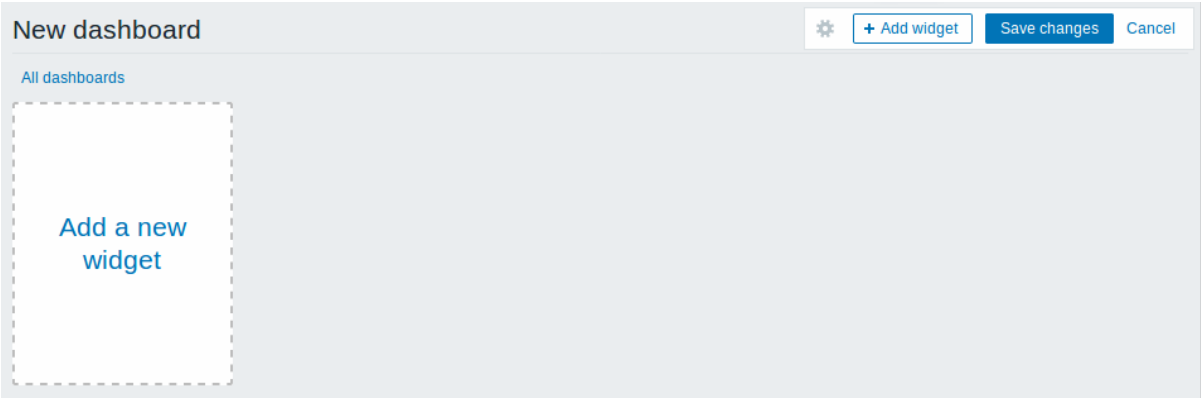 New dashboard
+ Add widget
Save changes
Cancel
All dashboards
Add a new
widget